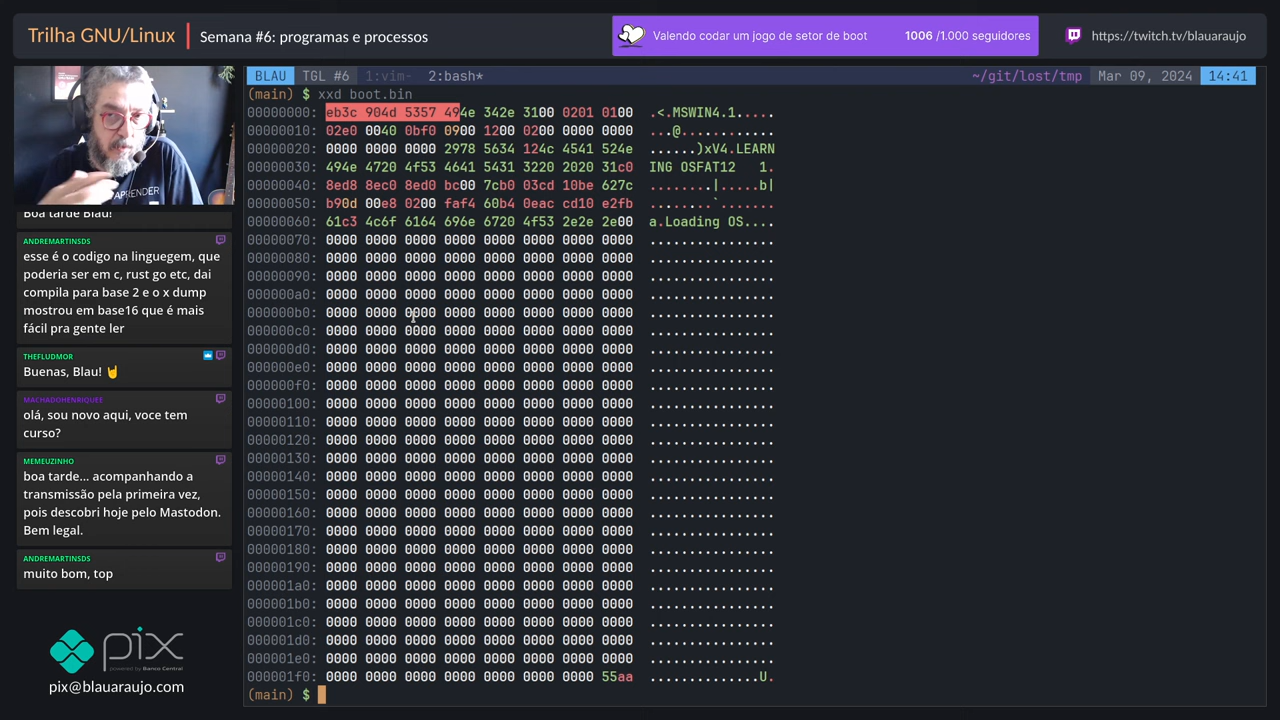 Trilha GNU/Linux
Semana #6: programas e processos
Valendo codar um jogo de setor de boot
1006 /1.000 seguidores
https://twitch.tv/blauaraujo
APRENDER
Boa tarde Blau!
ANDREMARTINSDS
esse é o codigo na linguegem, que
poderia ser em c, rust go etc, dai
compila para base 2 e o x dump
mostrou em base16 que é mais
fácil pra gente ler
THEFLUDMOR
Buenas, Blau! 🤘
MACHADOHENRIQUEE
olá, sou novo aqui, voce tem
curso?
MEMEUZINHO
boa tarde... acompanhando a
transmissão pela primeira vez,
pois descobri hoje pelo Mastodon.
Bem legal.
ANDREMARTINSDS
muito bom, top
pix
powered by Banco Central
pix@blauaraujo.com
BLAU TGL #6 1:vim- 2:bash* ~/git/lost/tmp Mar 09, 2024 14:41
(main) $ xxd boot.bin
00000000: eb3c 904d 5357 494e 342e 3100 0201 0100 .<.MSWIN4.1.....
00000010: 02e0 0040 0bf0 0900 1200 0200 0000 0000 ...@............
00000020: 0000 0000 0000 2978 5634 124c 4541 524e ......)xV4.LEARN
00000030: 494e 4720 4f53 4641 5431 3220 2020 31c0 ING OSFAT12   1.
00000040: 8ed8 8ec0 8ed0 bc00 7cb0 03cd 10be 627c ........|.....b|
00000050: b90d 00e8 0200 faf4 60b4 0eac cd10 e2fb ........`.......
00000060: 61c3 4c6f 6164 696e 6720 4f53 2e2e 2e00 a.Loading OS....
00000070: 0000 0000 0000 0000 0000 0000 0000 0000 ................
00000080: 0000 0000 0000 0000 0000 0000 0000 0000 ................
00000090: 0000 0000 0000 0000 0000 0000 0000 0000 ................
000000a0: 0000 0000 0000 0000 0000 0000 0000 0000 ................
000000b0: 0000 0000 0000 0000 0000 0000 0000 0000 ................
000000c0: 0000 0000 0000 0000 0000 0000 0000 0000 ................
000000d0: 0000 0000 0000 0000 0000 0000 0000 0000 ................
000000e0: 0000 0000 0000 0000 0000 0000 0000 0000 ................
000000f0: 0000 0000 0000 0000 0000 0000 0000 0000 ................
00000100: 0000 0000 0000 0000 0000 0000 0000 0000 ................
00000110: 0000 0000 0000 0000 0000 0000 0000 0000 ................
00000120: 0000 0000 0000 0000 0000 0000 0000 0000 ................
00000130: 0000 0000 0000 0000 0000 0000 0000 0000 ................
00000140: 0000 0000 0000 0000 0000 0000 0000 0000 ................
00000150: 0000 0000 0000 0000 0000 0000 0000 0000 ................
00000160: 0000 0000 0000 0000 0000 0000 0000 0000 ................
00000170: 0000 0000 0000 0000 0000 0000 0000 0000 ................
00000180: 0000 0000 0000 0000 0000 0000 0000 0000 ................
00000190: 0000 0000 0000 0000 0000 0000 0000 0000 ................
000001a0: 0000 0000 0000 0000 0000 0000 0000 0000 ................
000001b0: 0000 0000 0000 0000 0000 0000 0000 0000 ................
000001c0: 0000 0000 0000 0000 0000 0000 0000 0000 ................
000001d0: 0000 0000 0000 0000 0000 0000 0000 0000 ................
000001e0: 0000 0000 0000 0000 0000 0000 0000 0000 ................
000001f0: 0000 0000 0000 0000 0000 0000 0000 55aa ..............U.
(main) $